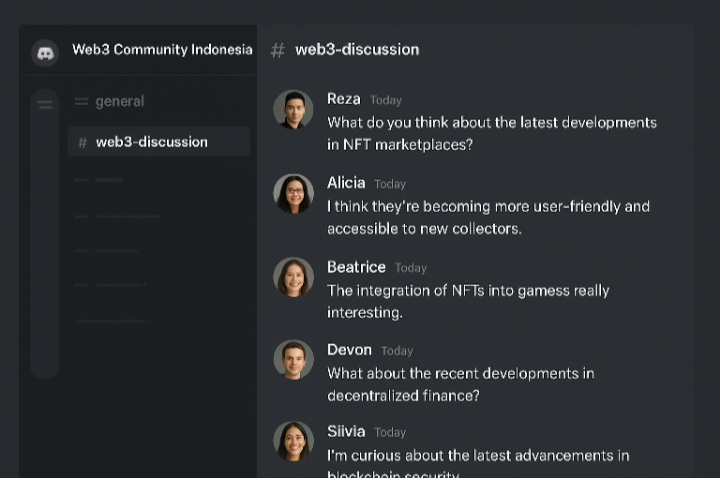 Web3 Community Indonesia
general
# web3-discussion
# web3-discussion
Reza Today
What do you think about the latest developments
in NFT marketplaces?
Alicia Today
I think they're becoming more user-friendly and
accessible to new collectors.
Beatrice Today
The integration of NFTs into gamess really
interesting.
Devon Today
What about the recent developments in
decentralized finance?
Siivia Today
I'm curious about the latest advancements in
blockchain security